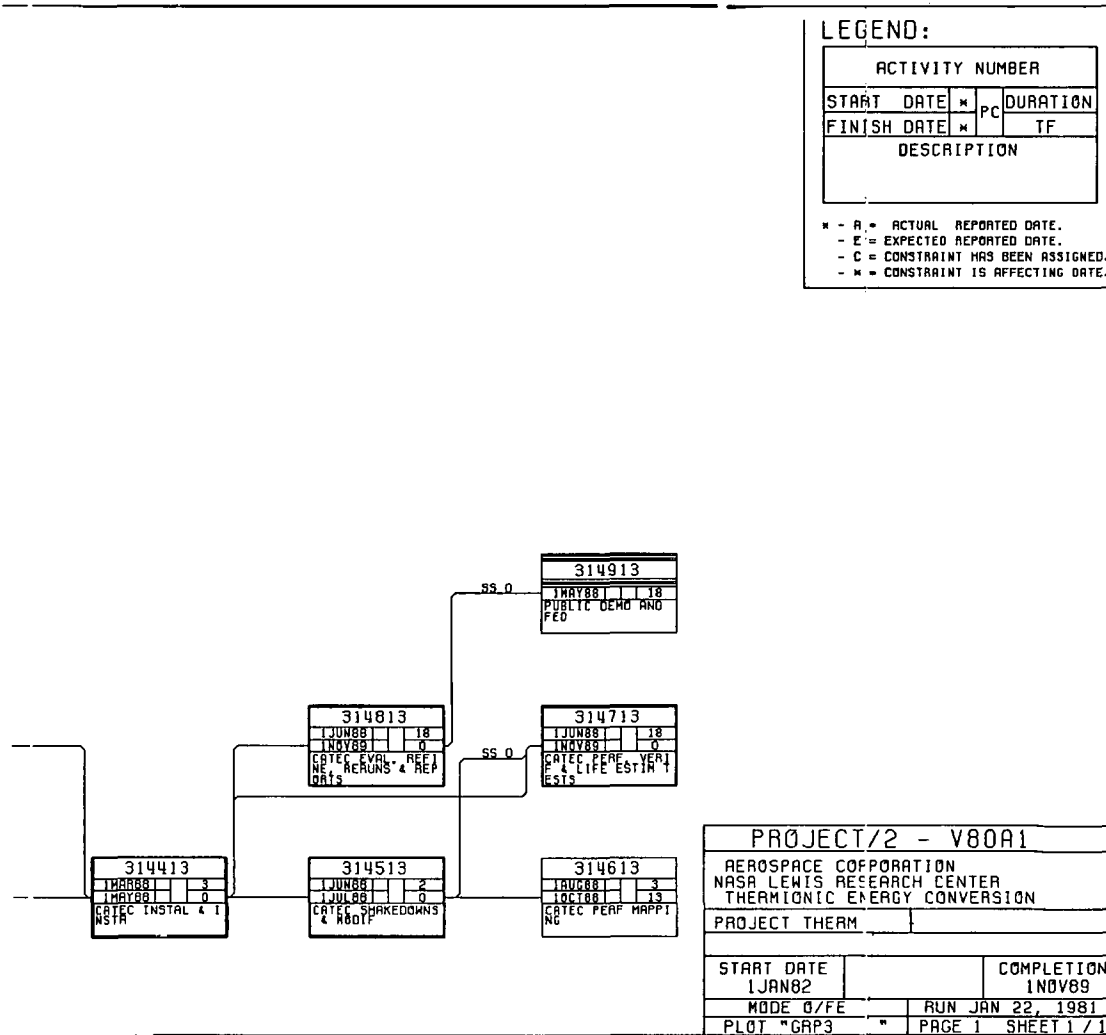 LEGEND:
ACTIVITY NUMBER
START DATE * PC DURATION
FINISH DATE * TF
DESCRIPTION
* - A = ACTUAL REPORTED DATE.
- E = EXPECTED REPORTED DATE.
- C = CONSTRAINT HAS BEEN ASSIGNED.
- * = CONSTRAINT IS AFFECTING DATE.
314913
1MAY88 18
PUBLIC DEMO AND
FED
SS 0
314813
1JUN88 18
1NOV89 0
CATEC EVAL, REFI
NE, RERUNS & REP
ORTS
SS 0
314713
1JUN88 18
1NOV89 0
CATEC PERF, VERI
F & LIFE ESTIM T
ESTS
314413
1MAR88 3
1MAY88 0
CATEC INSTAL & I
NSTR
314513
1JUN88 2
1JUL88 0
CATEC SHAKEDOWNS
& MODIF
314613
1AUG88 3
1OCT88 13
CATEC PERF MAPPI
NG
PROJECT/2 - V80A1
AEROSPACE CORPORATION
NASA LEWIS RESEARCH CENTER
THERMIONIC ENERGY CONVERSION
PROJECT THERM
START DATE COMPLETION
1JAN82 1NOV89
MODE O/FE RUN JAN 22, 1981
PLOT "GRP3 " PAGE 1 SHEET 1 / 1